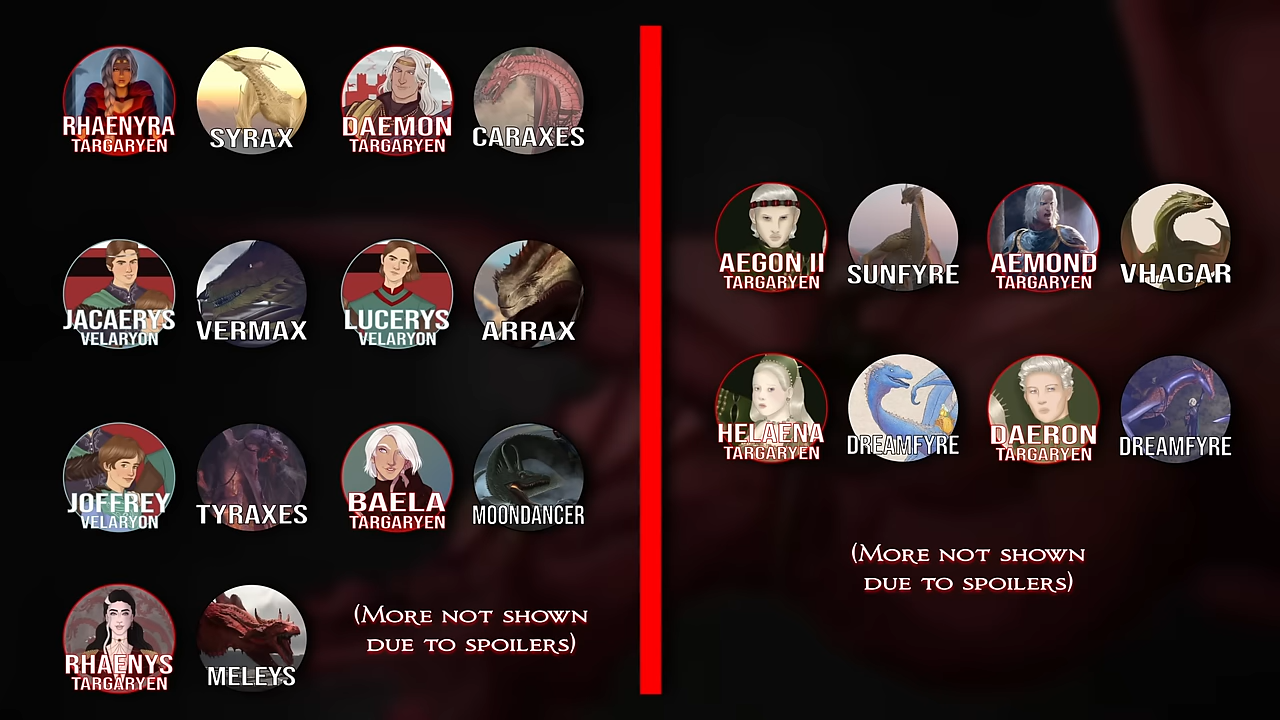 RHAENYRA
TARGARYEN
SYRAX
DAEMON
TARGARYEN
CARAXES
JACAERYS
VELARYON
VERMAX
LUCERYS
VELARYON
ARRAX
JOFFREY
VELARYON
TYRAXES
BAELA
TARGARYEN
MOONDANCER
RHAENYS
TARGARYEN
MELEYS
(More not shown
due to spoilers)
AEGON II
TARGARYEN
SUNFYRE
AEMOND
TARGARYEN
VHAGAR
HELAENA
TARGARYEN
DREAMFYRE
DAERON
TARGARYEN
DREAMFYRE
(More not shown
due to spoilers)